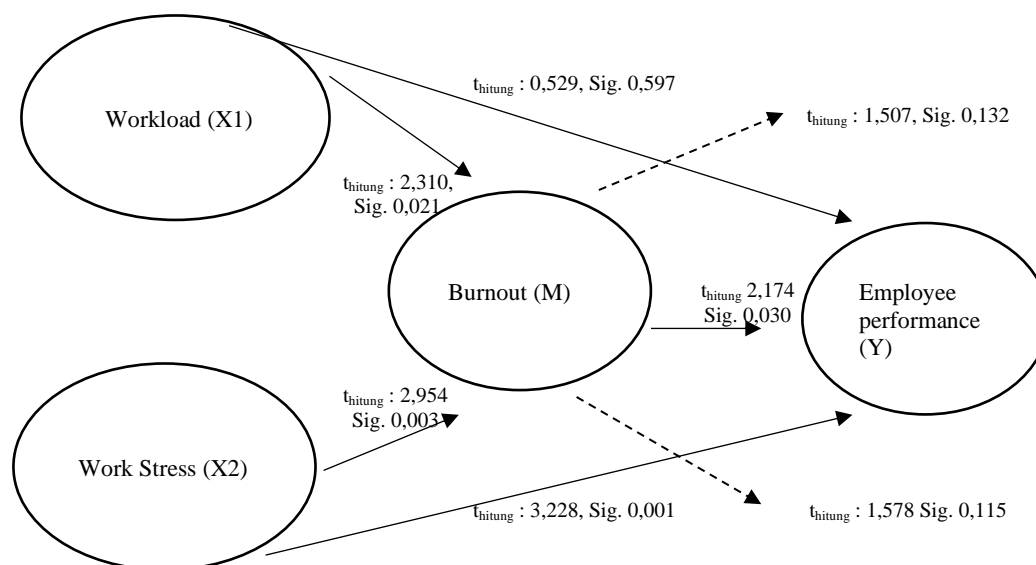 t_hitung : 0,529, Sig. 0,597
Workload (X1)
t_hitung : 1,507, Sig. 0,132
t_hitung : 2,310,
Sig. 0,021
Burnout (M)
t_hitung 2,174
Sig. 0,030
Employee
performance
(Y)
t_hitung : 2,954
Sig. 0,003
Work Stress (X2)
t_hitung : 3,228, Sig. 0,001
t_hitung : 1,578 Sig. 0,115